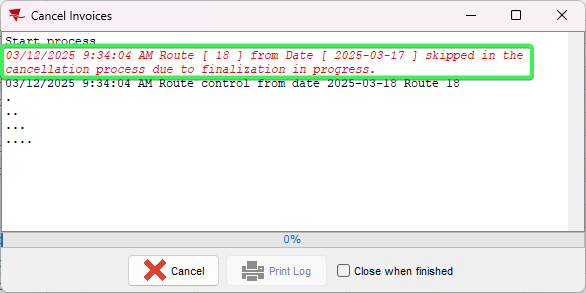 Cancel Invoices
Start process
03/12/2025 9:34:04 AM Route [ 18 ] from Date [ 2025-03-17 ] skipped in the
cancellation process due to finalization in progress.
03/12/2025 9:34:04 AM Route control from date 2025-03-18 Route 18
.
..
...
....
0%
Cancel
Print Log
Close when finished